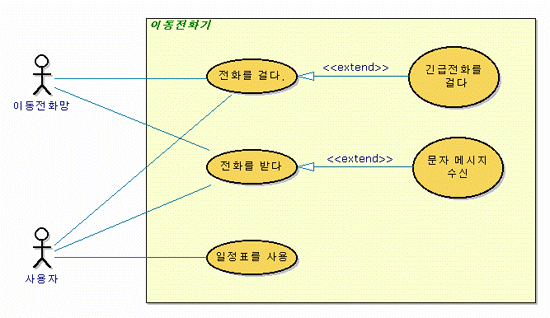 이동전화기
전화를 걸다.
<<extend>>
긴급전화를
걸다
이동전화망
전화를 받다
<<extend>>
문자 메시지
수신
사용자
일정표를 사용